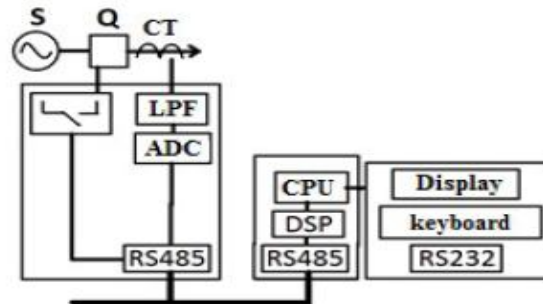 S
Q
CT
LPF
ADC
RS485
CPU
DSP
RS485
Display
keyboard
RS232